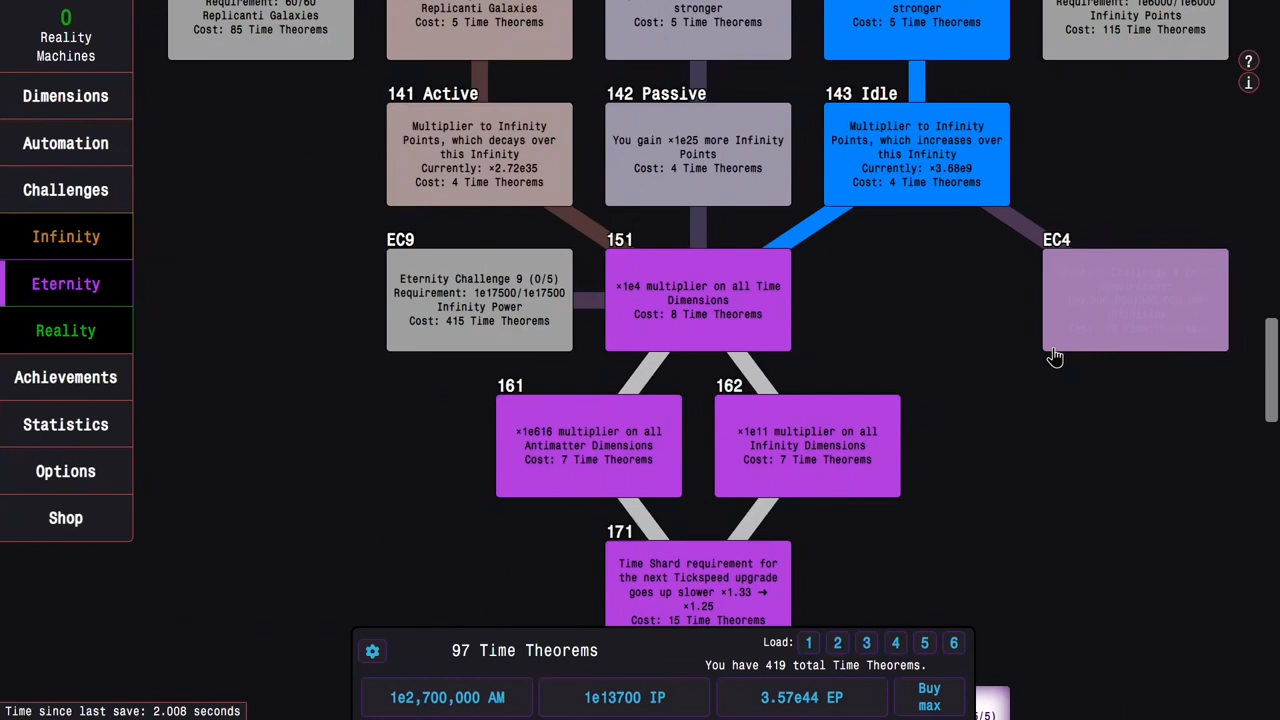 0
Reality
Machines
Dimensions
Automation
Challenges
Infinity
Eternity
Reality
Achievements
Statistics
Options
Shop
Requirement: 60/60
Replicanti Galaxies
Cost: 85 Time Theorems
Replicanti Galaxies
Cost: 5 Time Theorems
stronger
Cost: 5 Time Theorems
stronger
Cost: 5 Time Theorems
Requirement: 1e6000/1e6000
Infinity Points
Cost: 115 Time Theorems
?
i
141 Active
Multiplier to Infinity
Points, which decays over
this Infinity
Currently: ×2.72e35
Cost: 4 Time Theorems
142 Passive
You gain ×1e25 more Infinity
Points
Cost: 4 Time Theorems
143 Idle
Multiplier to Infinity
Points, which increases over
this Infinity
Currently: ×3.68e9
Cost: 4 Time Theorems
EC9
Eternity Challenge 9 (0/5)
Requirement: 1e17500/1e17500
Infinity Power
Cost: 415 Time Theorems
151
×1e4 multiplier on all Time
Dimensions
Cost: 8 Time Theorems
EC4
161
×1e616 multiplier on all
Antimatter Dimensions
Cost: 7 Time Theorems
162
×1e11 multiplier on all
Infinity Dimensions
Cost: 7 Time Theorems
171
Time Shard requirement for
the next Tickspeed upgrade
goes up slower ×1.33 ➜
×1.25
Cost: 15 Time Theorems
97 Time Theorems
Load: 1 2 3 4 5 6
You have 419 total Time Theorems.
1e2,700,000 AM
1e13700 IP
3.57e44 EP
Buy
max
/5)
Time since last save: 2.008 seconds